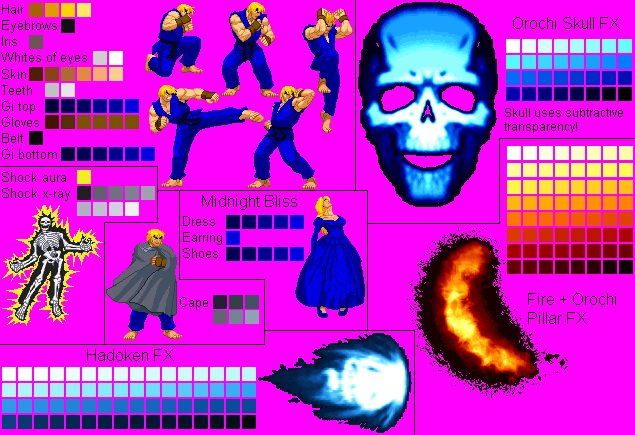 Hair
Eyebrows
Iris
Whites of eyes
Skin
Teeth
Gi top
Gloves
Belt
Gi bottom
Shock aura
Shock x-ray
Midnight Bliss
Dress
Earring
Shoes
Cape
Hadoken FX
Orochi Skull FX
Skull uses subtractive
transparency!
Fire + Orochi
Pillar FX